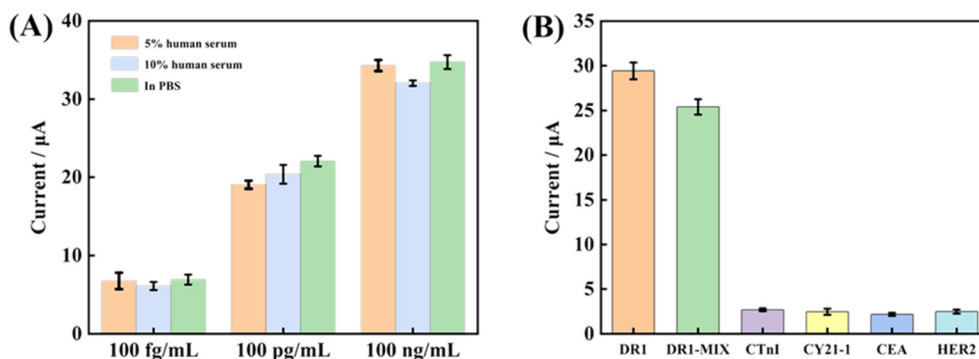 (A)
Current / μA
40
30
20
10
0
5% human serum
10% human serum
In PBS
100 fg/mL 100 pg/mL 100 ng/mL
(B)
Current / μA
35
30
25
20
15
10
5
0
DR1 DR1-MIX CTnI CY21-1 CEA HER2